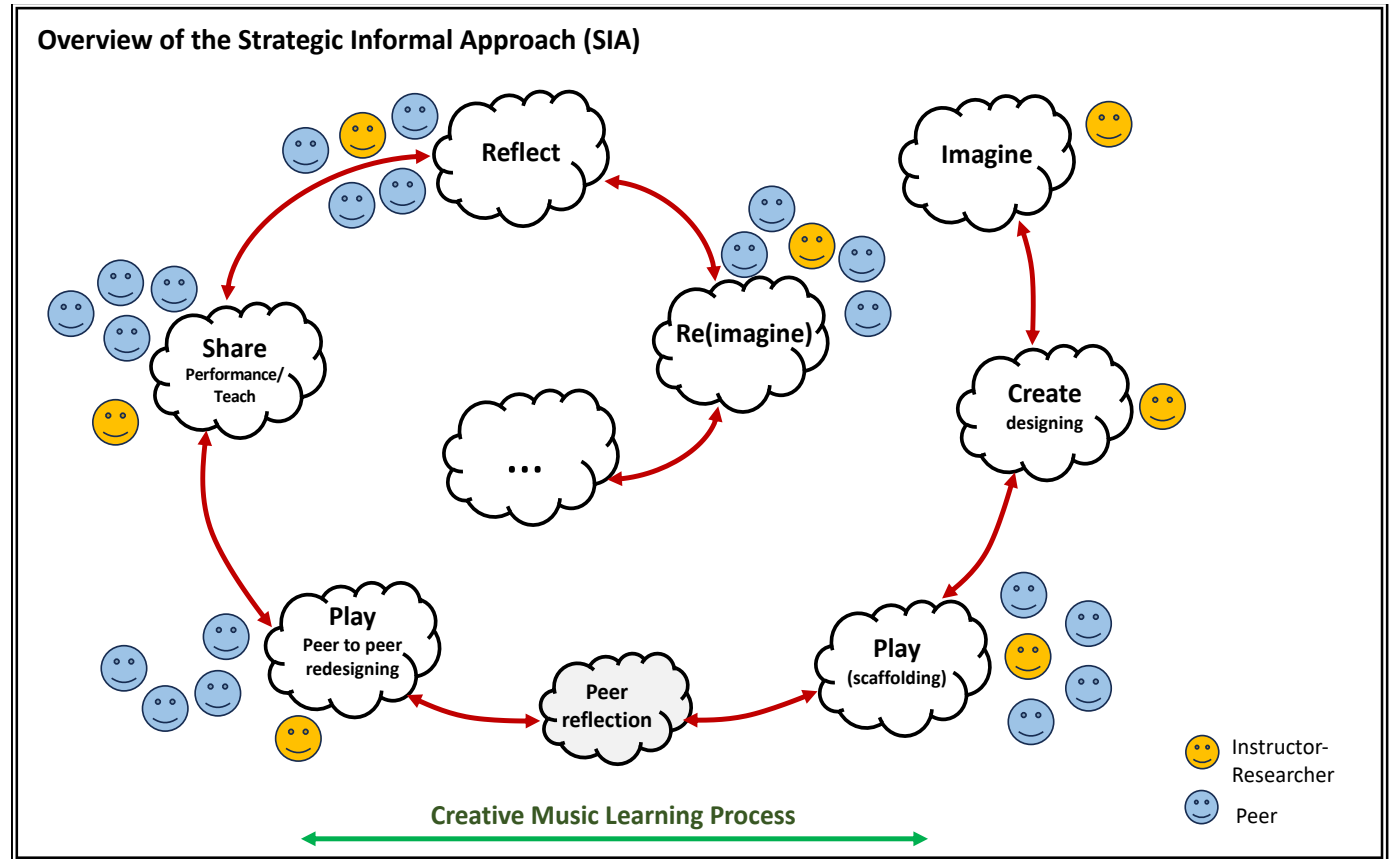 Overview of the Strategic Informal Approach (SIA)
Reflect
Imagine
Re(imagine)
Share
Performance/
Teach
Create
designing
...
Play
Peer to peer
redesigning
Peer
reflection
Play
(scaffolding)
Instructor-
Researcher
Peer
Creative Music Learning Process